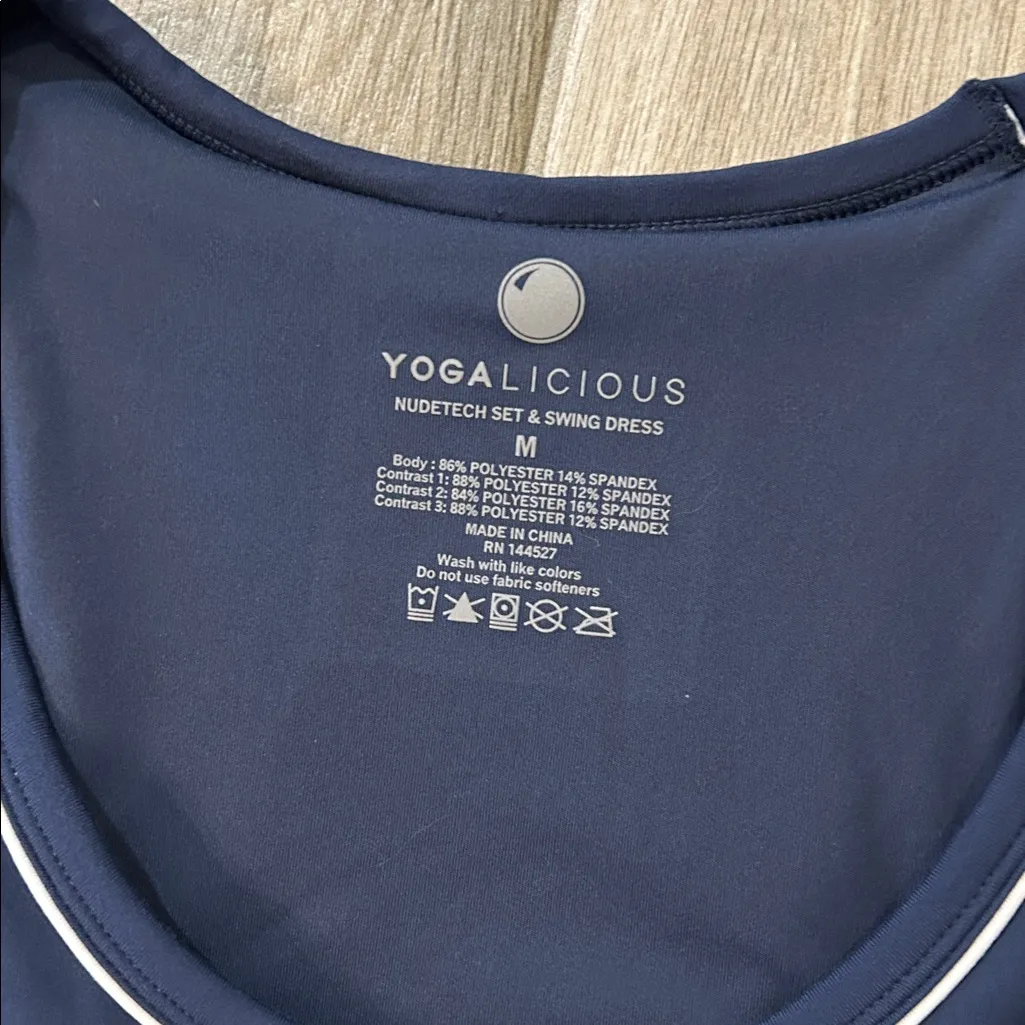 YOGALICIOUS
NUDETECH SET & SWING DRESS
M
Body : 86% POLYESTER 14% SPANDEX
Contrast 1: 88% POLYESTER 12% SPANDEX
Contrast 2: 84% POLYESTER 16% SPANDEX
Contrast 3: 88% POLYESTER 12% SPANDEX
MADE IN CHINA
RN 144527
Wash with like colors
Do not use fabric softeners